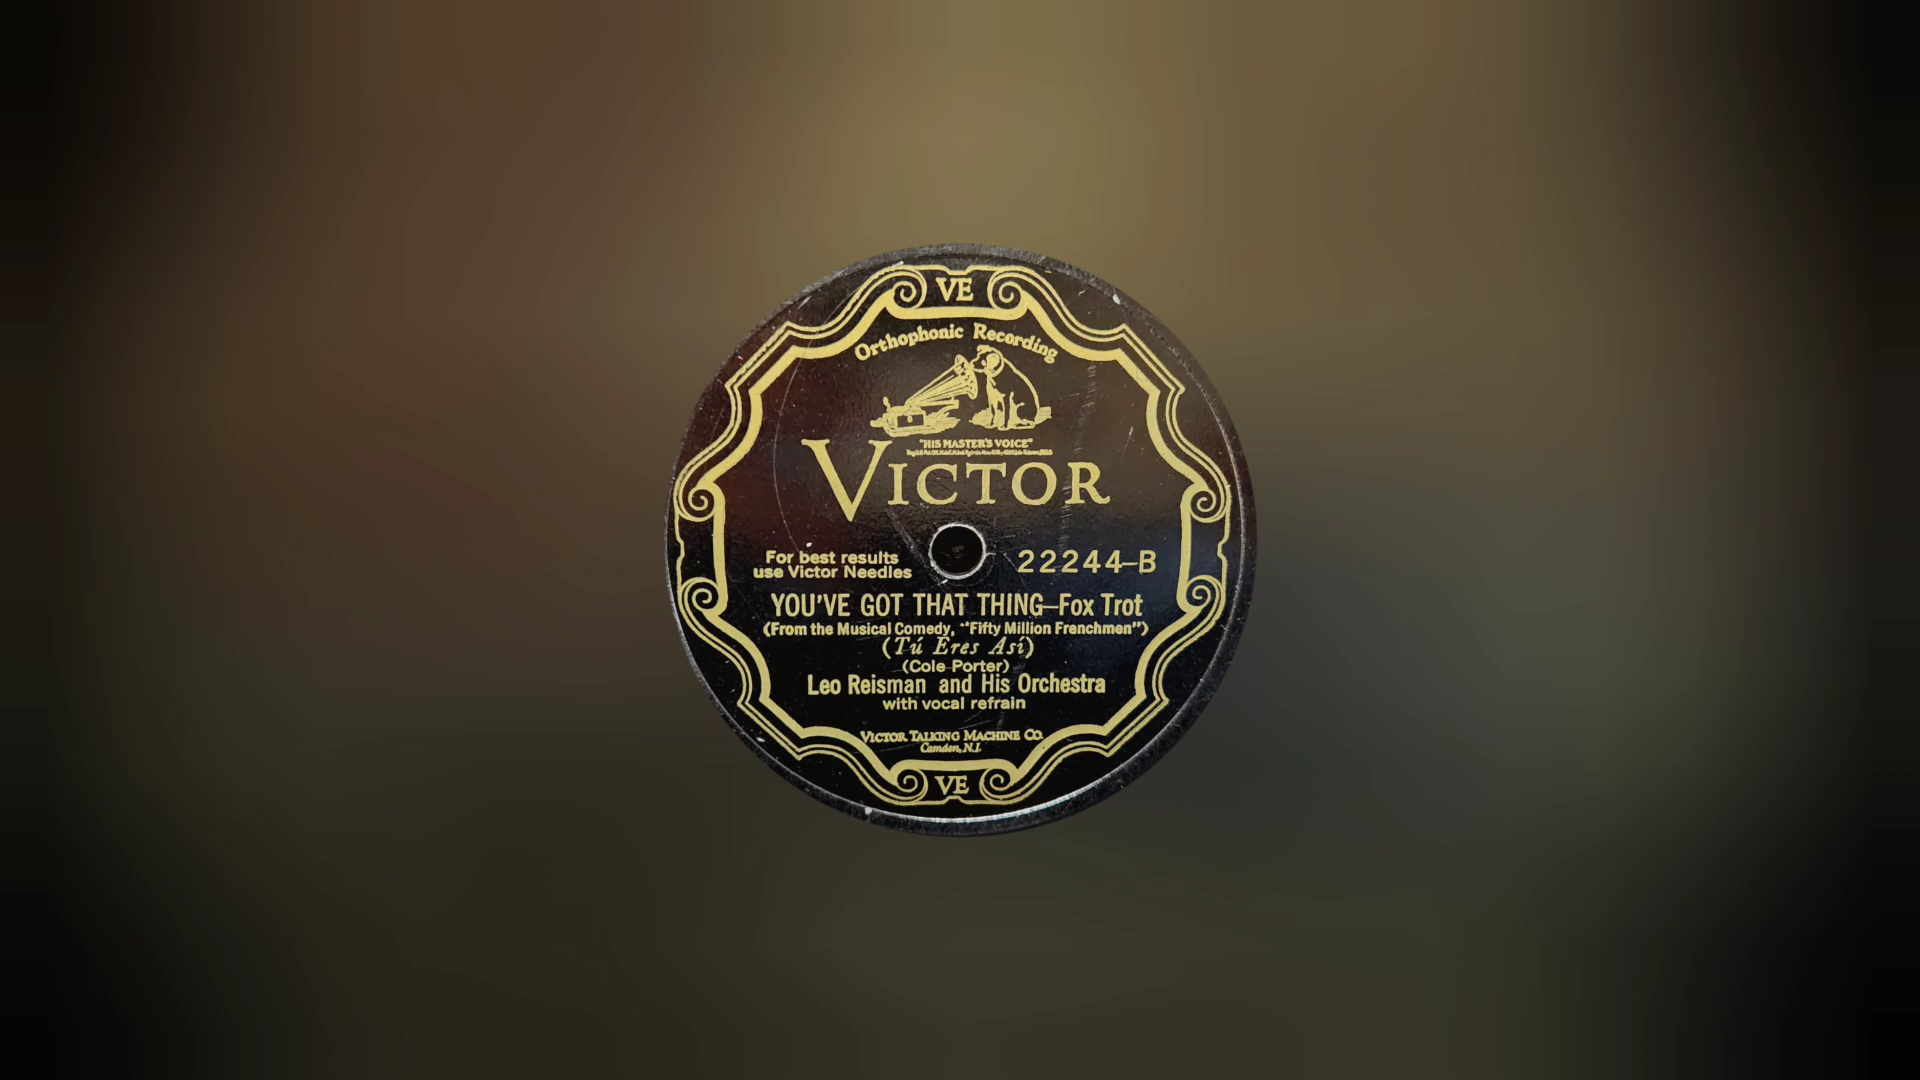 VE
Orthophonic Recording
"HIS MASTER'S VOICE"
VICTOR
For best results
use Victor Needles
22244-B
YOU'VE GOT THAT THING—Fox Trot
(From the Musical Comedy, "Fifty Million Frenchmen")
(Tú Eres Así)
(Cole Porter)
Leo Reisman and His Orchestra
with vocal refrain
VICTOR TALKING MACHINE CO.
Camden, N.J.
VE